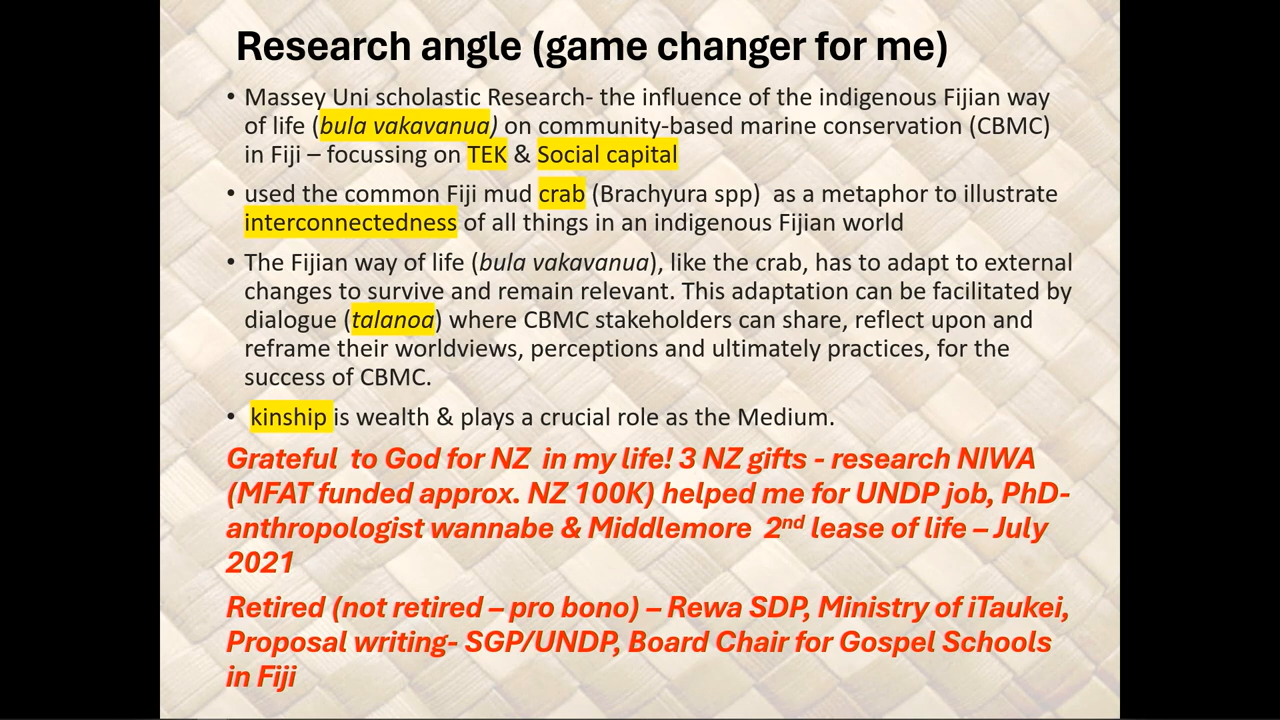 Research angle (game changer for me)
• Massey Uni scholastic Research- the influence of the indigenous Fijian way
of life (bula vakavanua) on community-based marine conservation (CBMC)
in Fiji – focussing on TEK & Social capital
• used the common Fiji mud crab (Brachyura spp)  as a metaphor to illustrate
interconnectedness of all things in an indigenous Fijian world
• The Fijian way of life (bula vakavanua), like the crab, has to adapt to external
changes to survive and remain relevant. This adaptation can be facilitated by
dialogue (talanoa) where CBMC stakeholders can share, reflect upon and
reframe their worldviews, perceptions and ultimately practices, for the
success of CBMC.
• kinship is wealth & plays a crucial role as the Medium.
Grateful  to God for NZ  in my life! 3 NZ gifts - research NIWA
(MFAT funded approx. NZ 100K) helped me for UNDP job, PhD-
anthropologist wannabe & Middlemore  2nd lease of life – July
2021
Retired (not retired – pro bono) – Rewa SDP, Ministry of iTaukei,
Proposal writing- SGP/UNDP, Board Chair for Gospel Schools
in Fiji